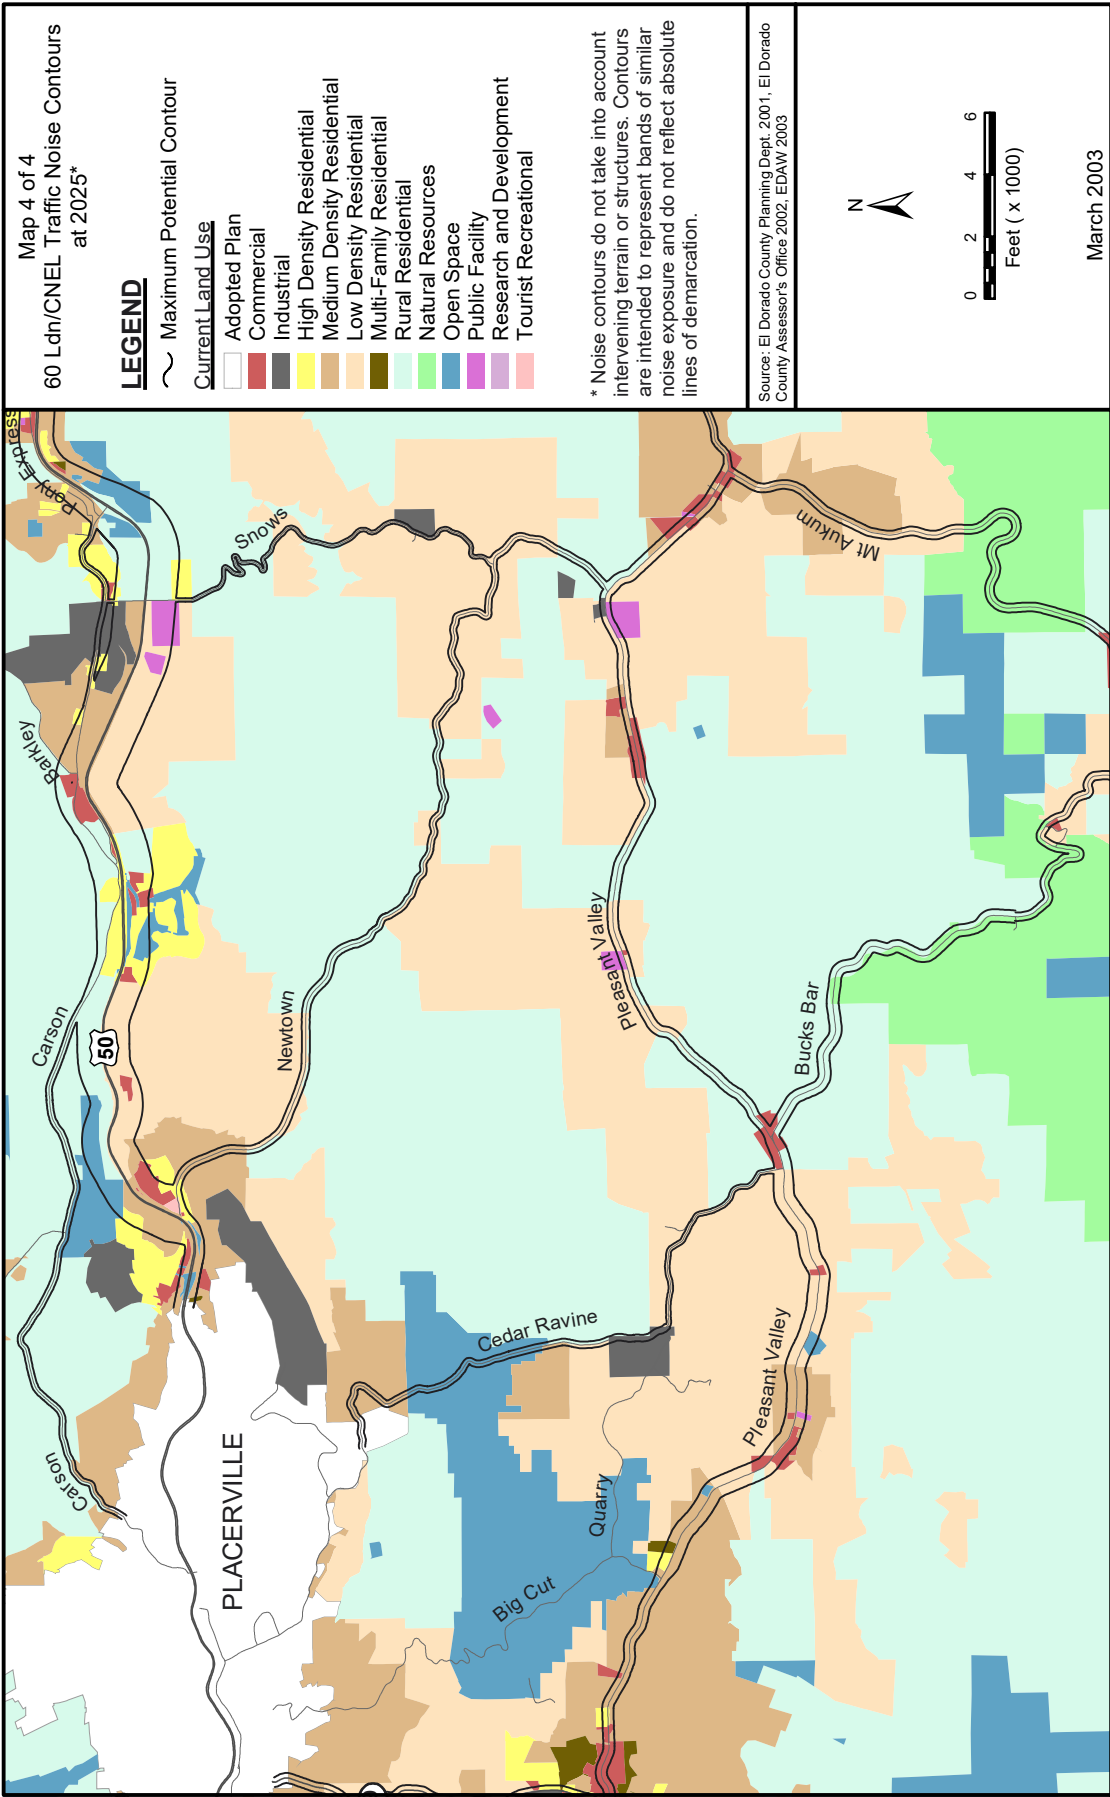 Map 4 of 4
60 Ldn/CNEL Traffic Noise Contours
at 2025*
LEGEND
Maximum Potential Contour
Current Land Use
Adopted Plan
Commercial
Industrial
High Density Residential
Medium Density Residential
Low Density Residential
Multi-Family Residential
Rural Residential
Natural Resources
Open Space
Public Facility
Research and Development
Tourist Recreational
* Noise contours do not take into account
intervening terrain or structures. Contours
are intended to represent bands of similar
noise exposure and do not reflect absolute
lines of demarcation.
Source: El Dorado County Planning Dept. 2001, El Dorado
County Assessor's Office 2002, EDAW 2003
N
0 2 4 6
Feet ( x 1000)
March 2003
Pony Express
Snows
Barkley
Carson
50
Newtown
Carson
PLACERVILLE
Cedar Ravine
Big Cut
Quarry
Pleasant Valley
Pleasant Valley
Bucks Bar
Mt Aukum